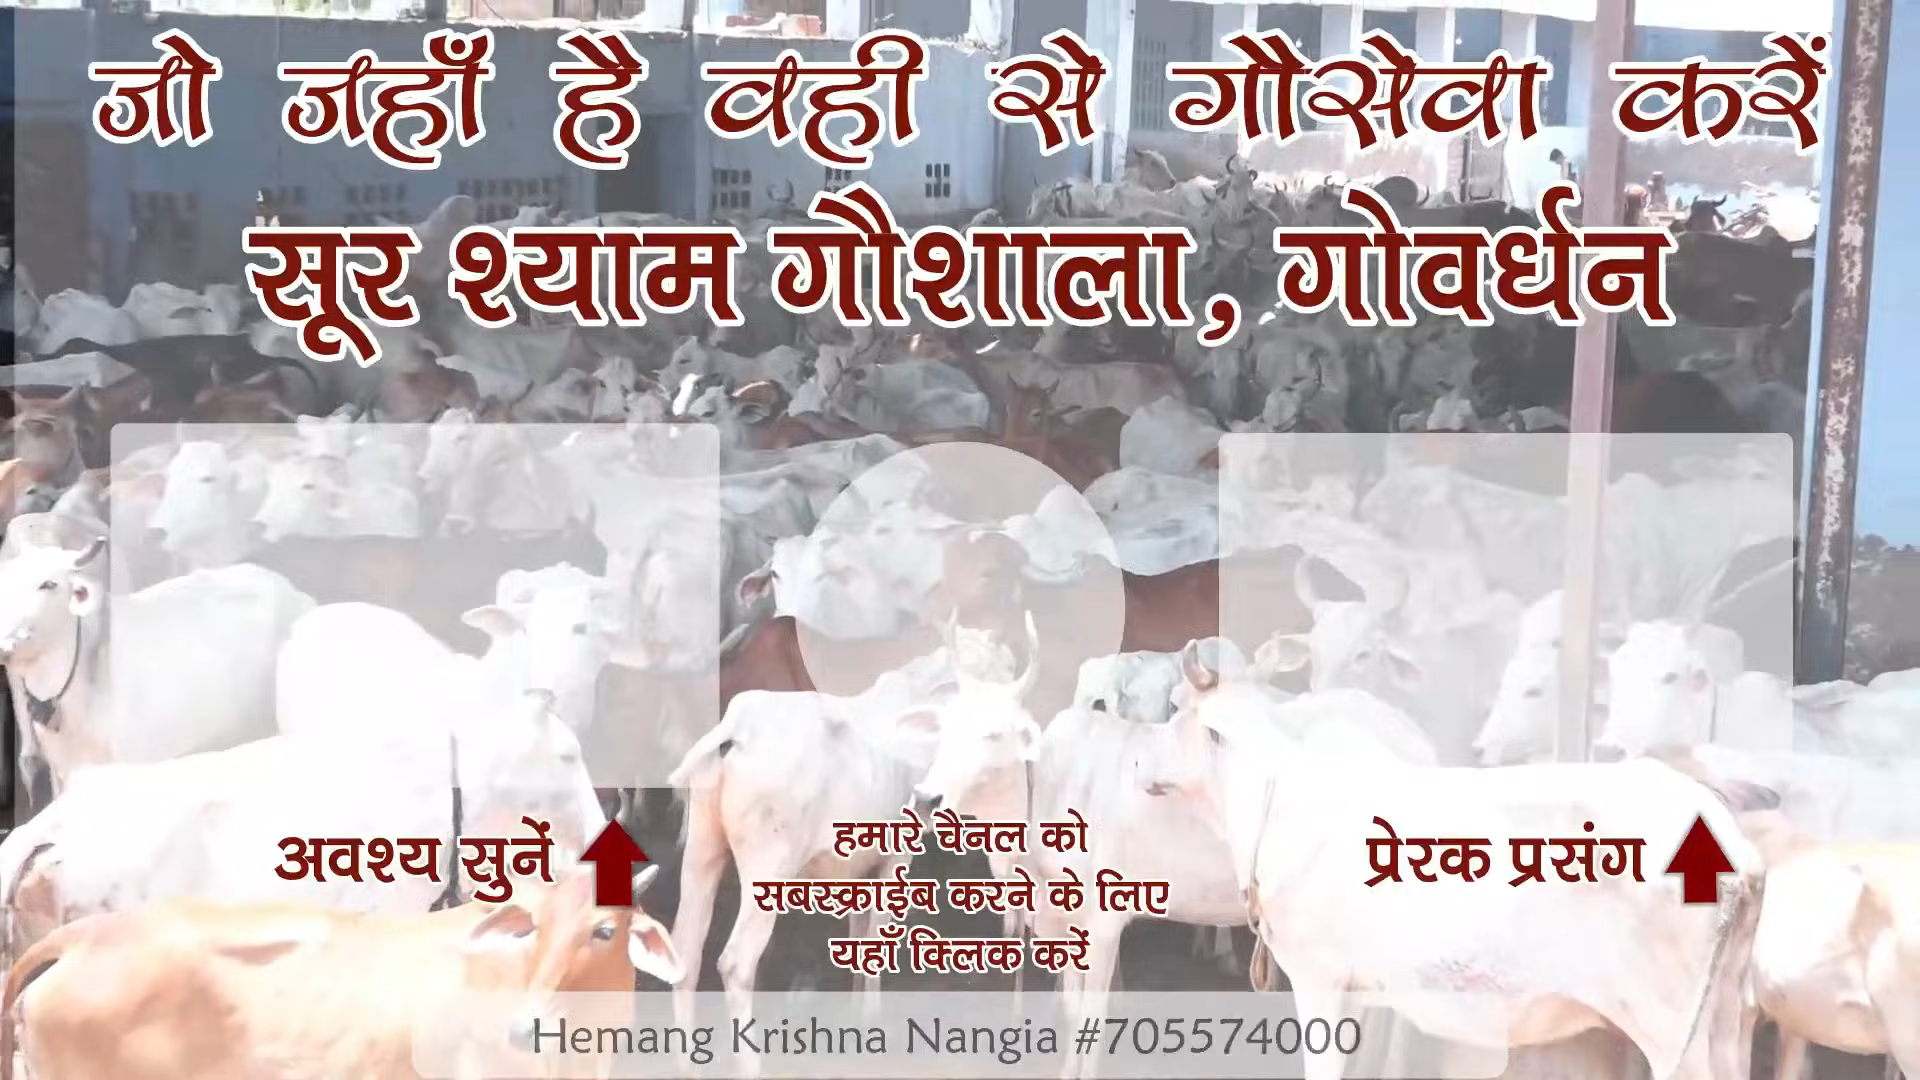 जो जहाँ है वही से गौसेवा करें
सूर श्याम गौशाला, गोवर्धन
अवश्य सुनें
हमारे चैनल को
सबस्क्राईब करने के लिए
यहाँ क्लिक करें
प्रेरक प्रसंग
Hemang Krishna Nangia #705574000